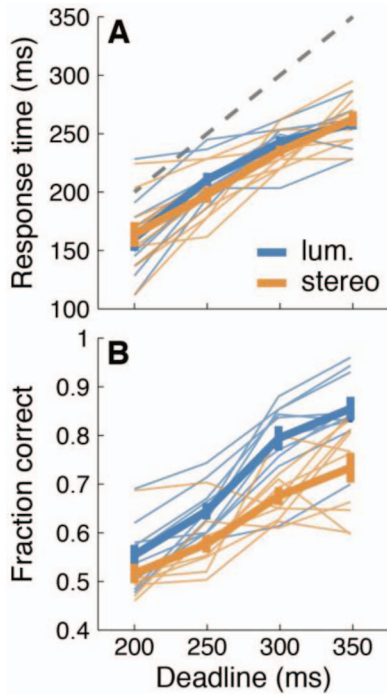 A
Response time (ms)
350
300
250
200
150
100
lum.
stereo
B
Fraction correct
1
0.9
0.8
0.7
0.6
0.5
0.4
200 250 300 350
Deadline (ms)